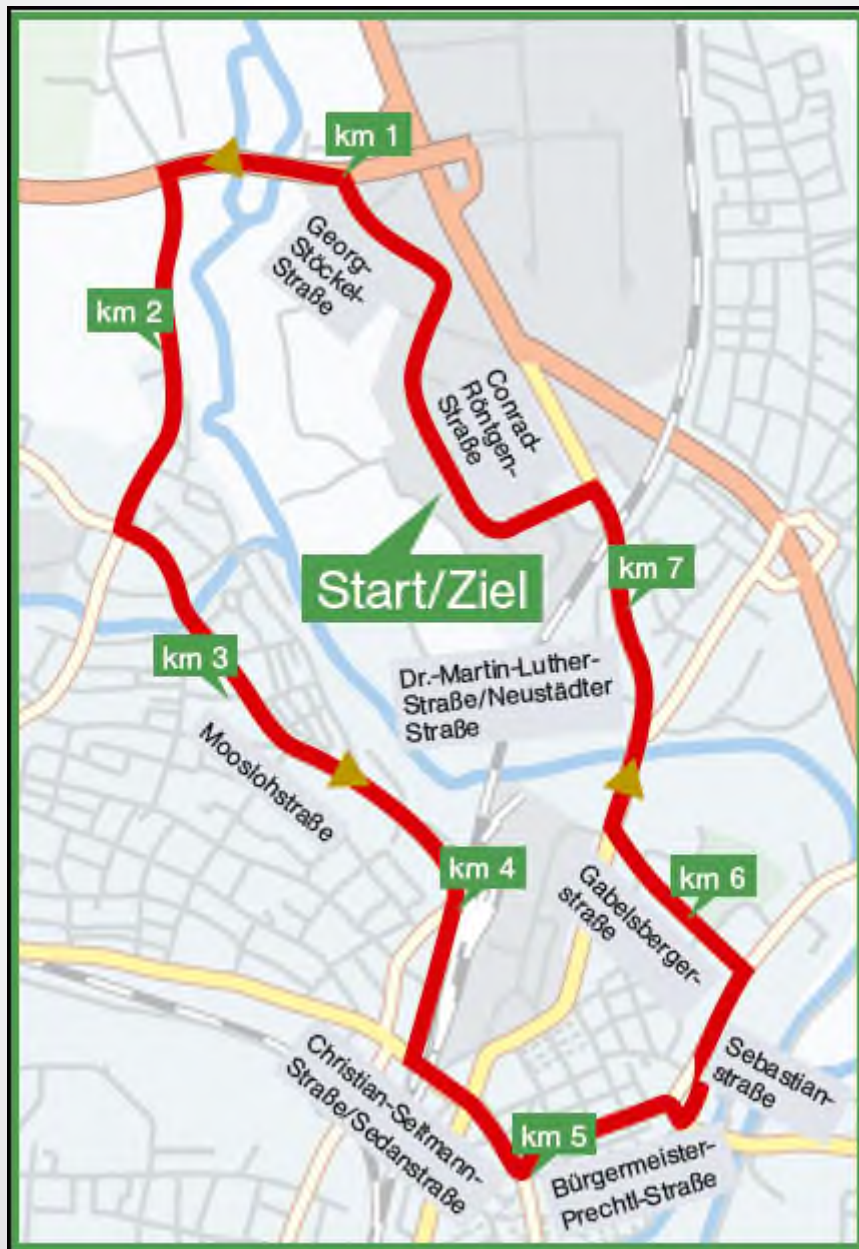 km 1
Georg-
Stöckel-
Straße
km 2
Conrad-
Röntgen-
Straße
Start/Ziel
km 7
km 3
Dr.-Martin-Luther-
Straße/Neustädter
Straße
Mooslohstraße
km 4
km 6
Gabelsberger-
straße
Christian-Seltmann-
Straße/Sedanstraße
Sebastian-
straße
km 5
Bürgermeister-
Prechtl-Straße